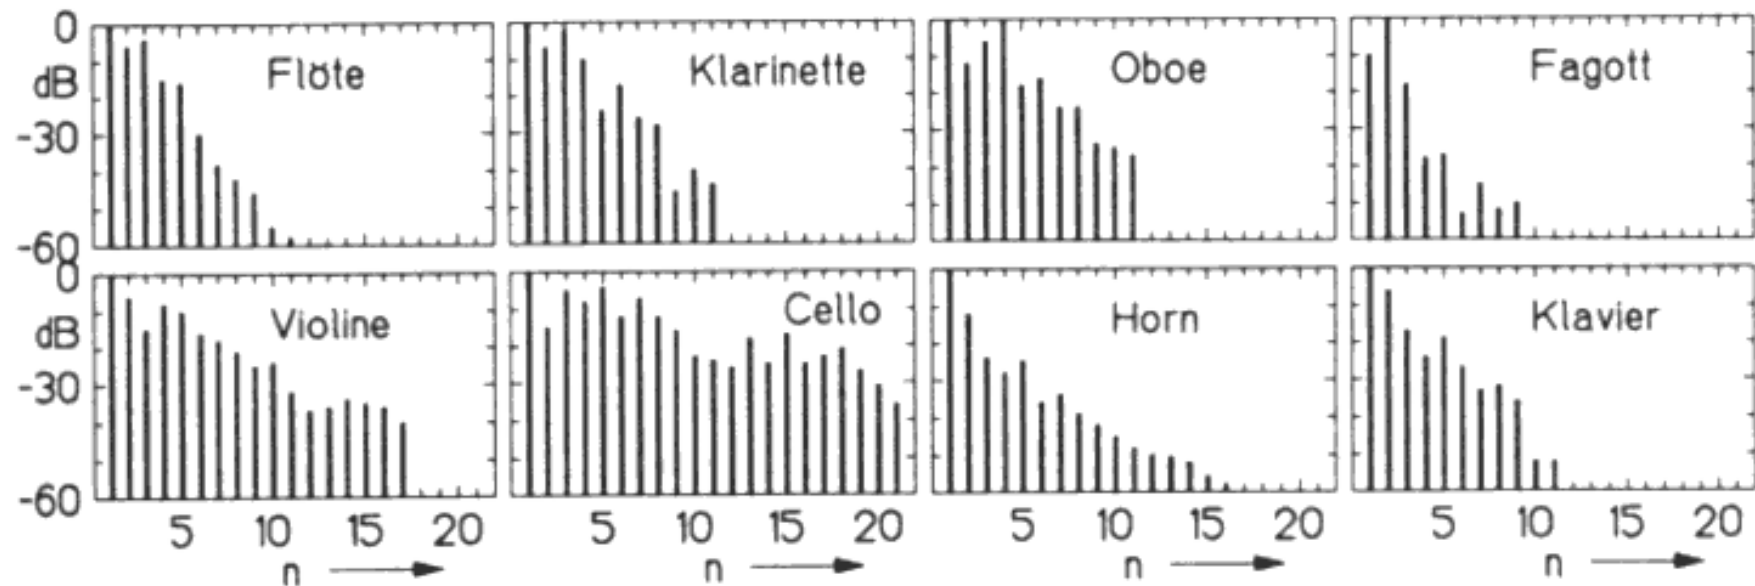 0
dB
-30
-60
Flöte
Klarinette
Oboe
Fagott
0
dB
-30
-60
Violine
Cello
Horn
Klavier
5 10 15 20 5 10 15 20 5 10 15 20 5 10 15 20
n n n n